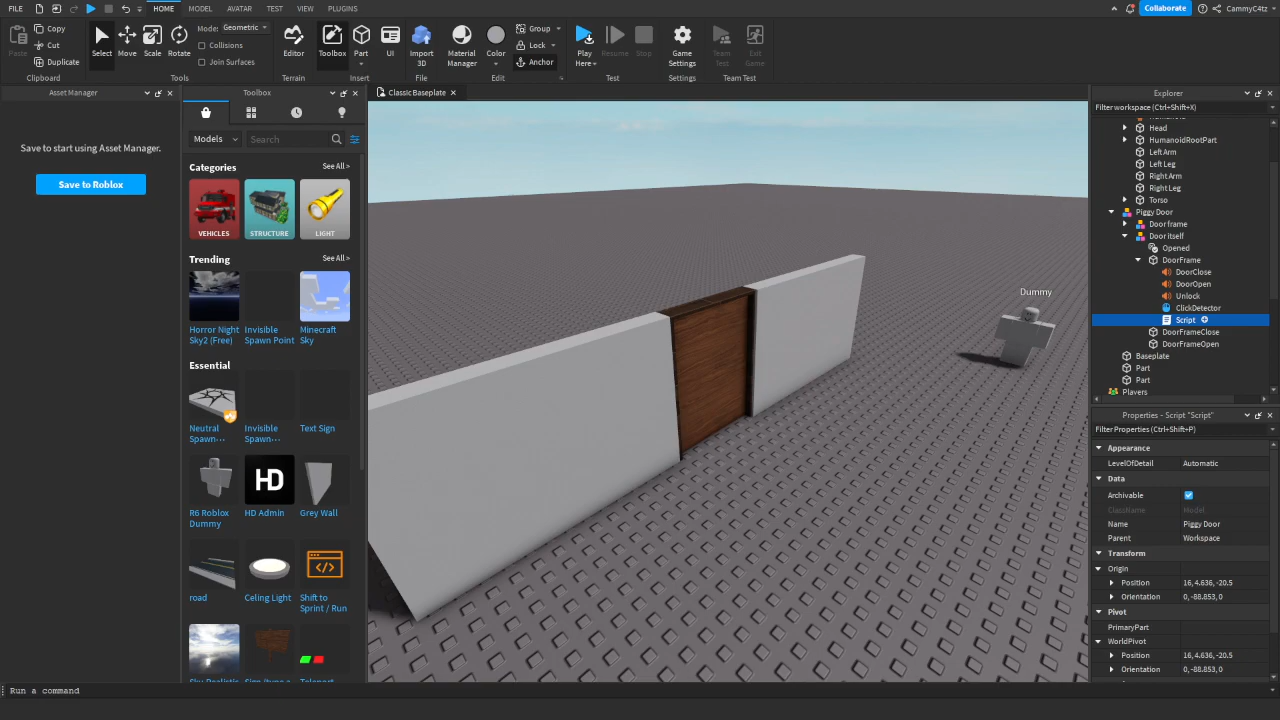 FILE HOME MODEL AVATAR TEST VIEW PLUGINS Collaborate CammyC4tz
Paste Copy Cut Duplicate Select Move Scale Rotate Mode: Geometric Collisions Join Surfaces Editor Toolbox Part UI Import 3D Material Manager Color Group Lock Anchor Play Here Resume Stop Game Settings Team Test Exit Game
Clipboard Tools Terrain Insert File Edit Test Settings Team Test
Asset Manager
Save to start using Asset Manager.
Save to Roblox
Toolbox
Models Search
Categories See All >
VEHICLES STRUCTURE LIGHT
Trending See All >
Horror Night Sky2 (Free)
Invisible Spawn Point
Minecraft Sky
Essential See All >
Neutral Spawn...
Invisible Spawn...
Text Sign
HD
R6 Roblox Dummy
HD Admin
Grey Wall
road
Celing Light
Shift to Sprint / Run
ClassicBaseplate
Dummy
Explorer
Filter workspace (Ctrl+Shift+X)
Head
HumanoidRootPart
Left Arm
Left Leg
Right Arm
Right Leg
Torso
Piggy Door
Door frame
Door itself
Opened
DoorFrame
DoorClose
DoorOpen
Unlock
ClickDetector
Script
DoorFrameClose
DoorFrameOpen
Baseplate
Part
Part
Players
Properties - Script "Script"
Filter Properties (Ctrl+Shift+P)
Appearance
LevelOfDetail Automatic
Data
Archivable
ClassName Model
Name Piggy Door
Parent Workspace
Transform
Origin
Position 16, 4.636, -20.5
Orientation 0, -88.853, 0
Pivot
PrimaryPart
WorldPivot
Position 16, 4.636, -20.5
Orientation 0, -88.853, 0
Run a command